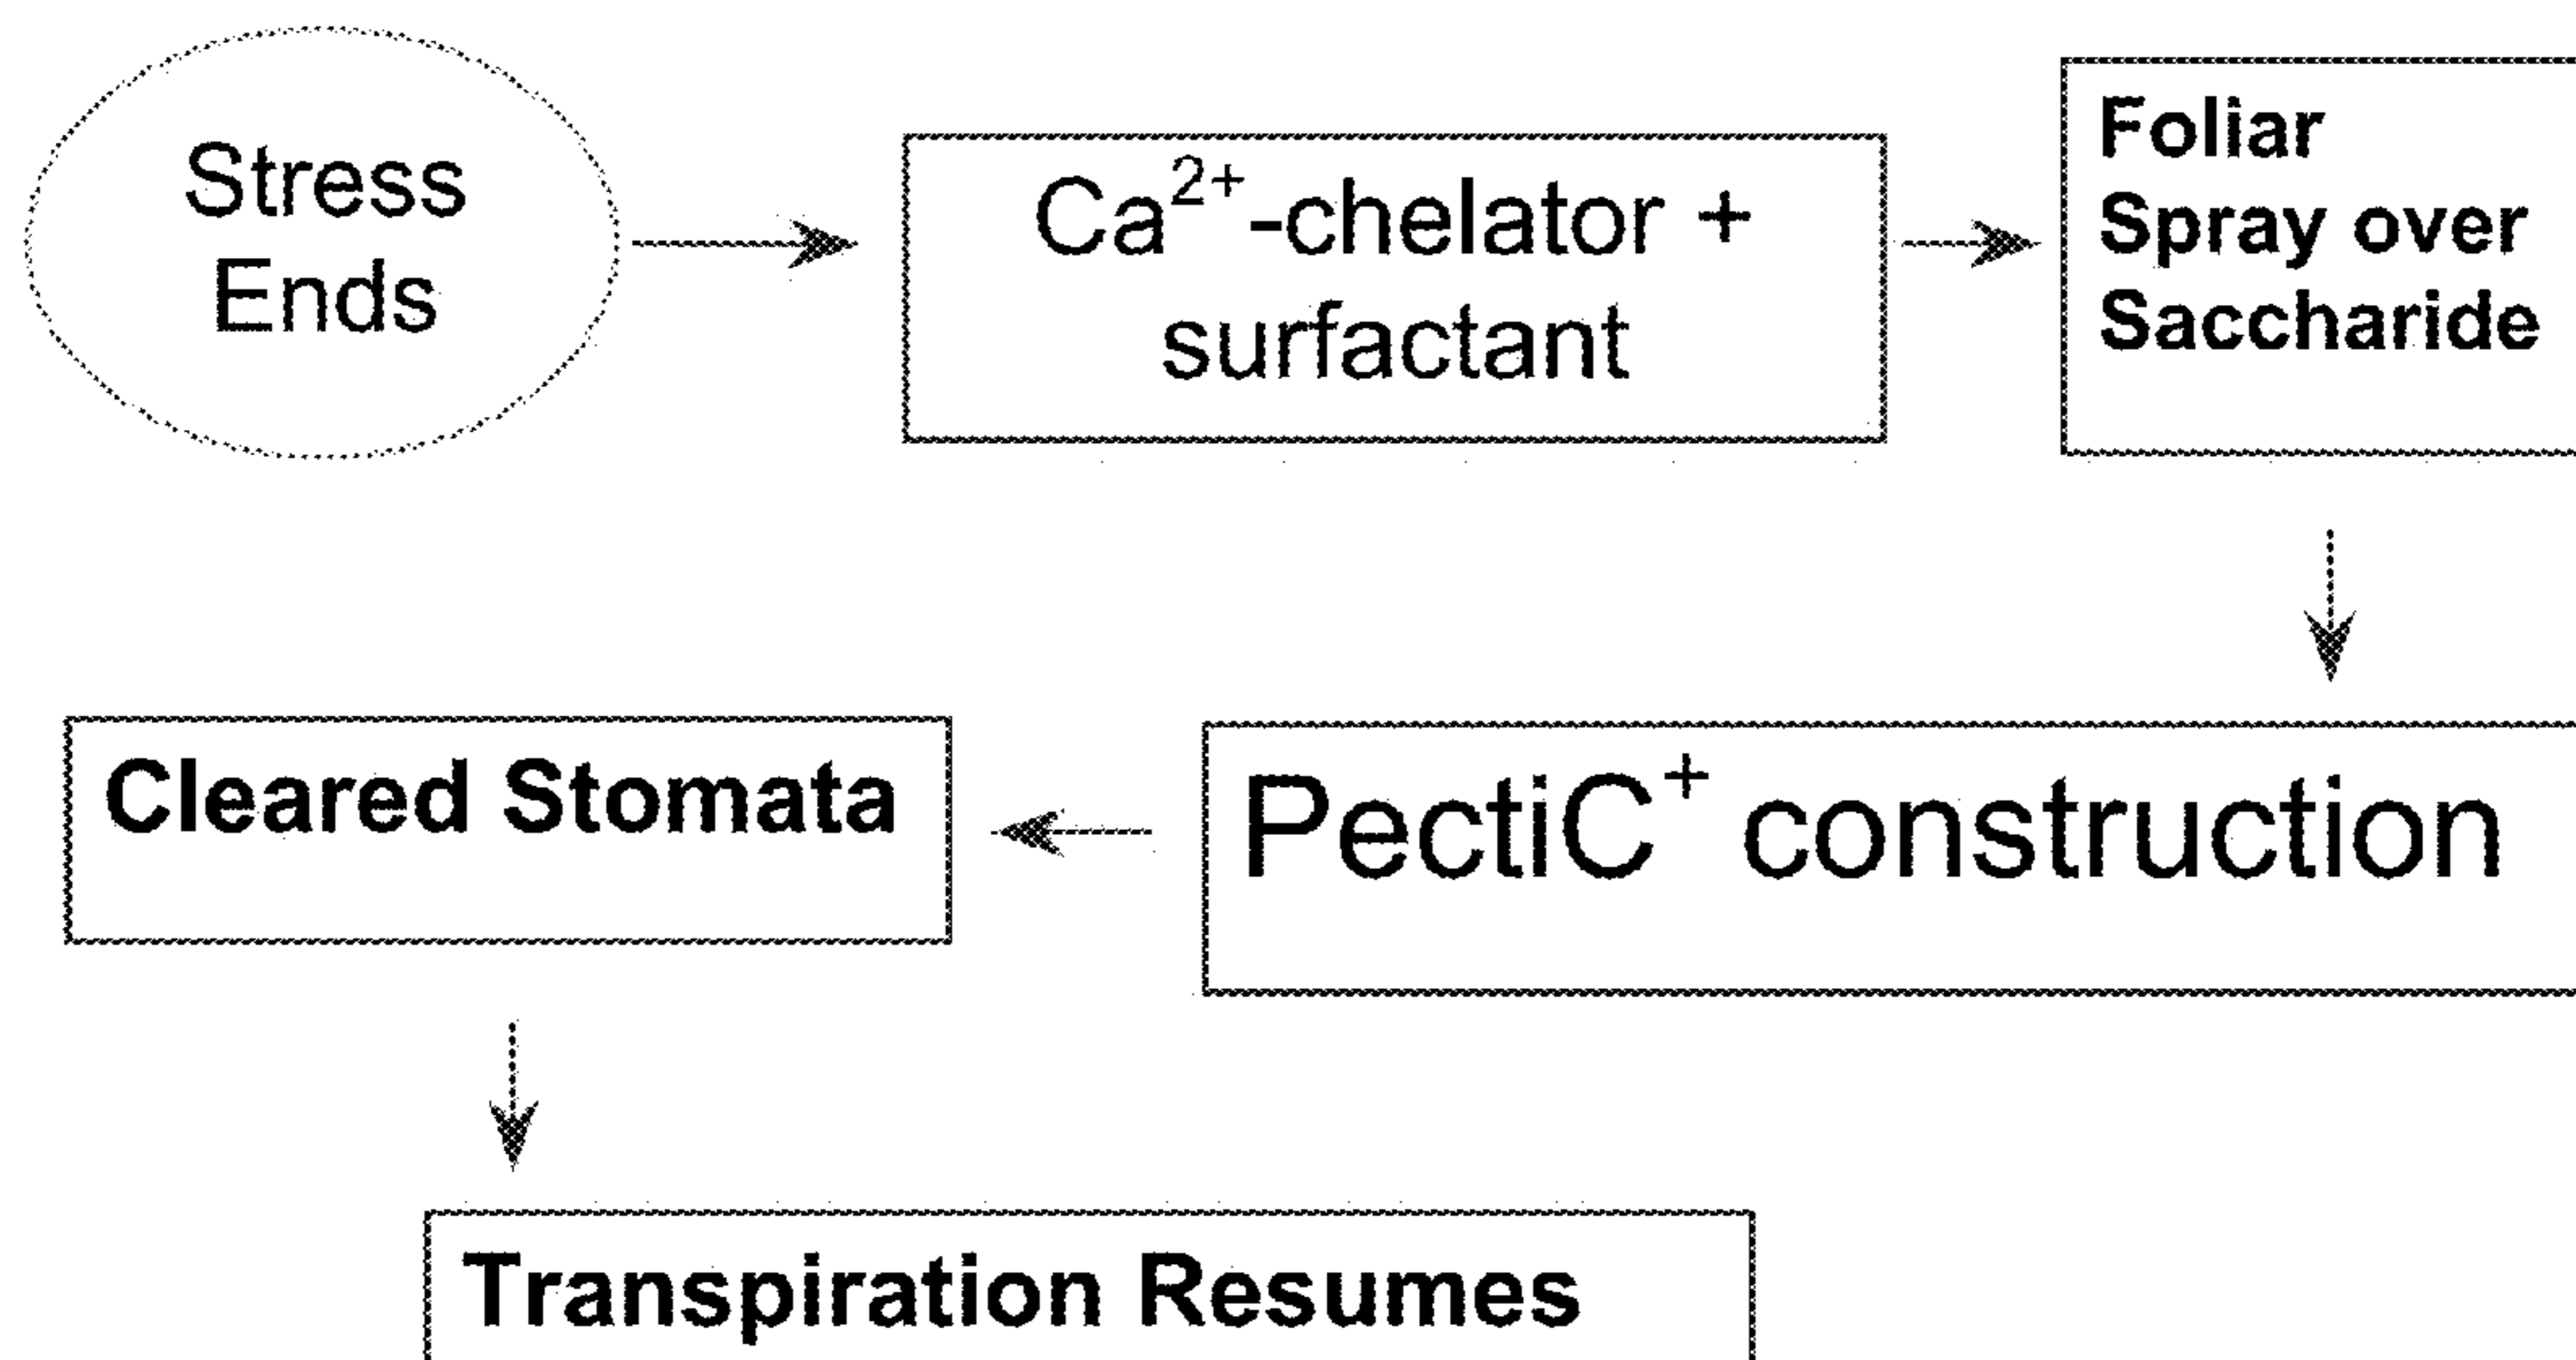 Stress
Ends
Ca²⁺-chelator +
surfactant
Foliar
Spray over
Saccharide
PectiC⁺ construction
Cleared Stomata
Transpiration Resumes